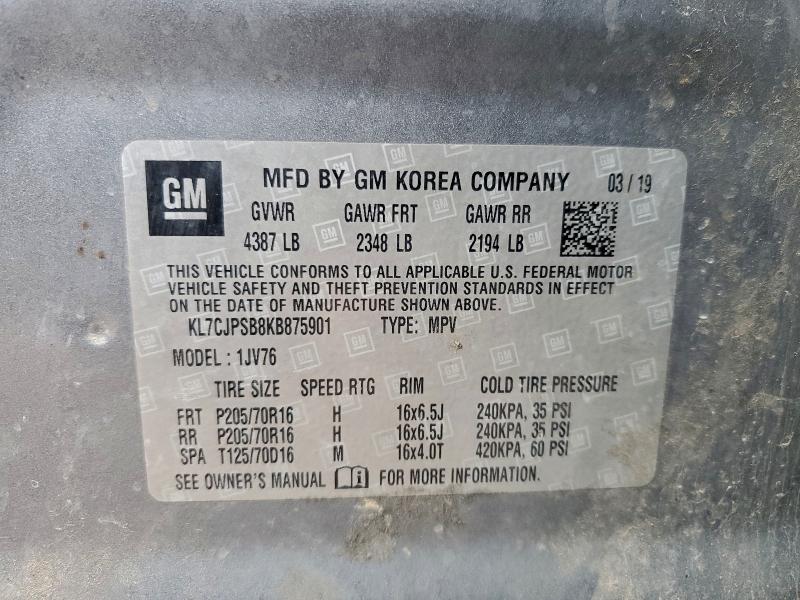 GM MFD BY GM KOREA COMPANY 03 / 19
GVWR GAWR FRT GAWR RR
4387 LB 2348 LB 2194 LB
THIS VEHICLE CONFORMS TO ALL APPLICABLE U.S. FEDERAL MOTOR
VEHICLE SAFETY AND THEFT PREVENTION STANDARDS IN EFFECT
ON THE DATE OF MANUFACTURE SHOWN ABOVE.
KL7CJPSB8KB875901 TYPE: MPV
MODEL : 1JV76
TIRE SIZE SPEED RTG RIM COLD TIRE PRESSURE
FRT P205/70R16 H 16x6.5J 240KPA, 35 PSI
RR P205/70R16 H 16x6.5J 240KPA, 35 PSI
SPA T125/70D16 M 16x4.0T 420KPA, 60 PSI
SEE OWNER'S MANUAL FOR MORE INFORMATION.